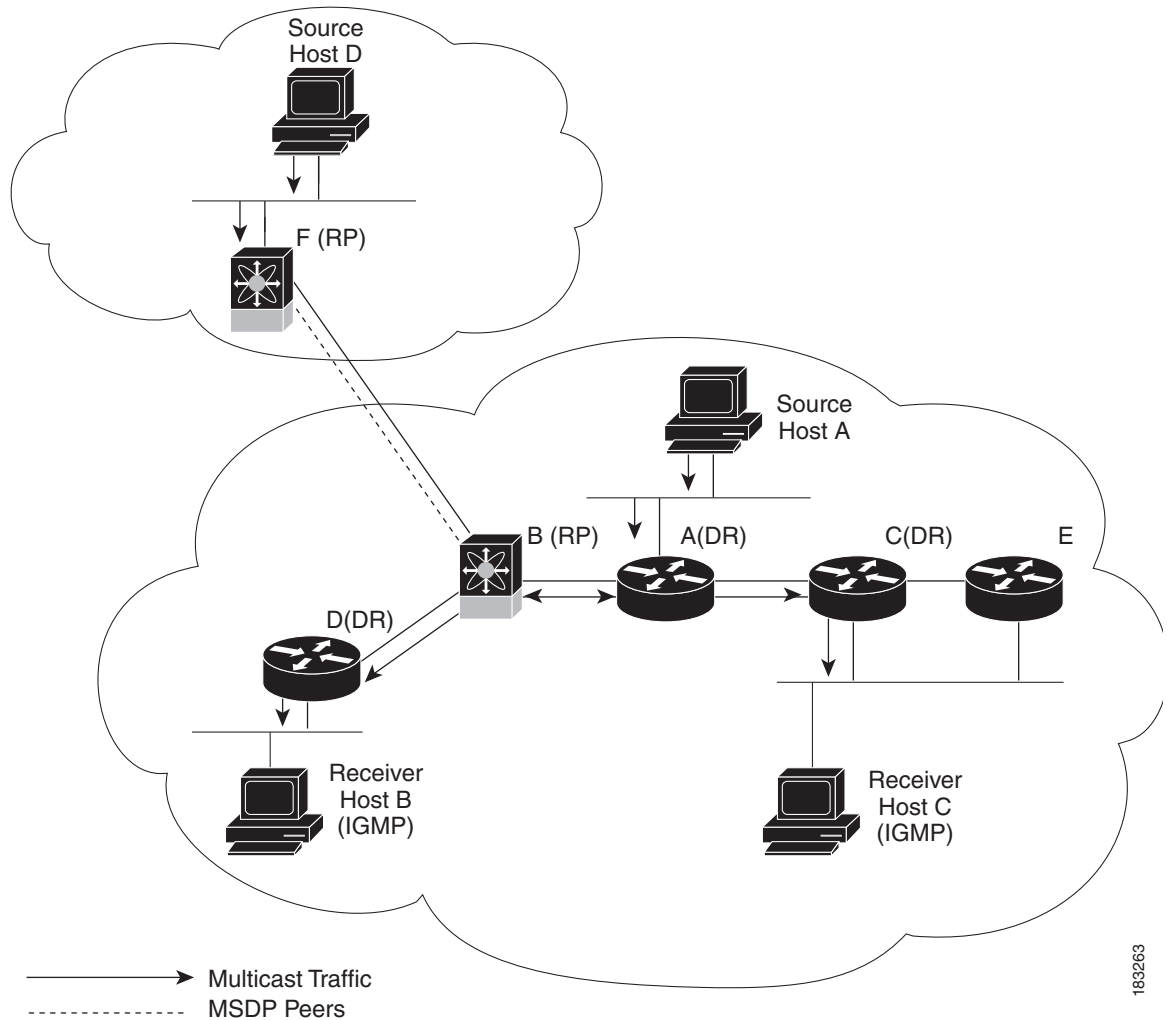 Source
Host D
F (RP)
Source
Host A
B (RP)
A(DR)
C(DR)
E
D(DR)
Receiver
Host B
(IGMP)
Receiver
Host C
(IGMP)
Multicast Traffic
MSDP Peers
183263